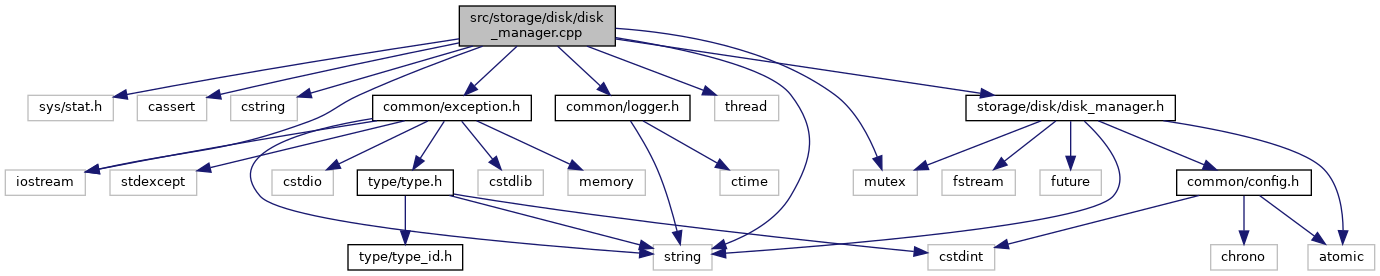 src/storage/disk/disk
_manager.cpp
sys/stat.h
cassert
cstring
common/exception.h
common/logger.h
thread
storage/disk/disk_manager.h
iostream
stdexcept
cstdio
type/type.h
cstdlib
memory
ctime
mutex
fstream
future
common/config.h
type/type_id.h
string
cstdint
chrono
atomic